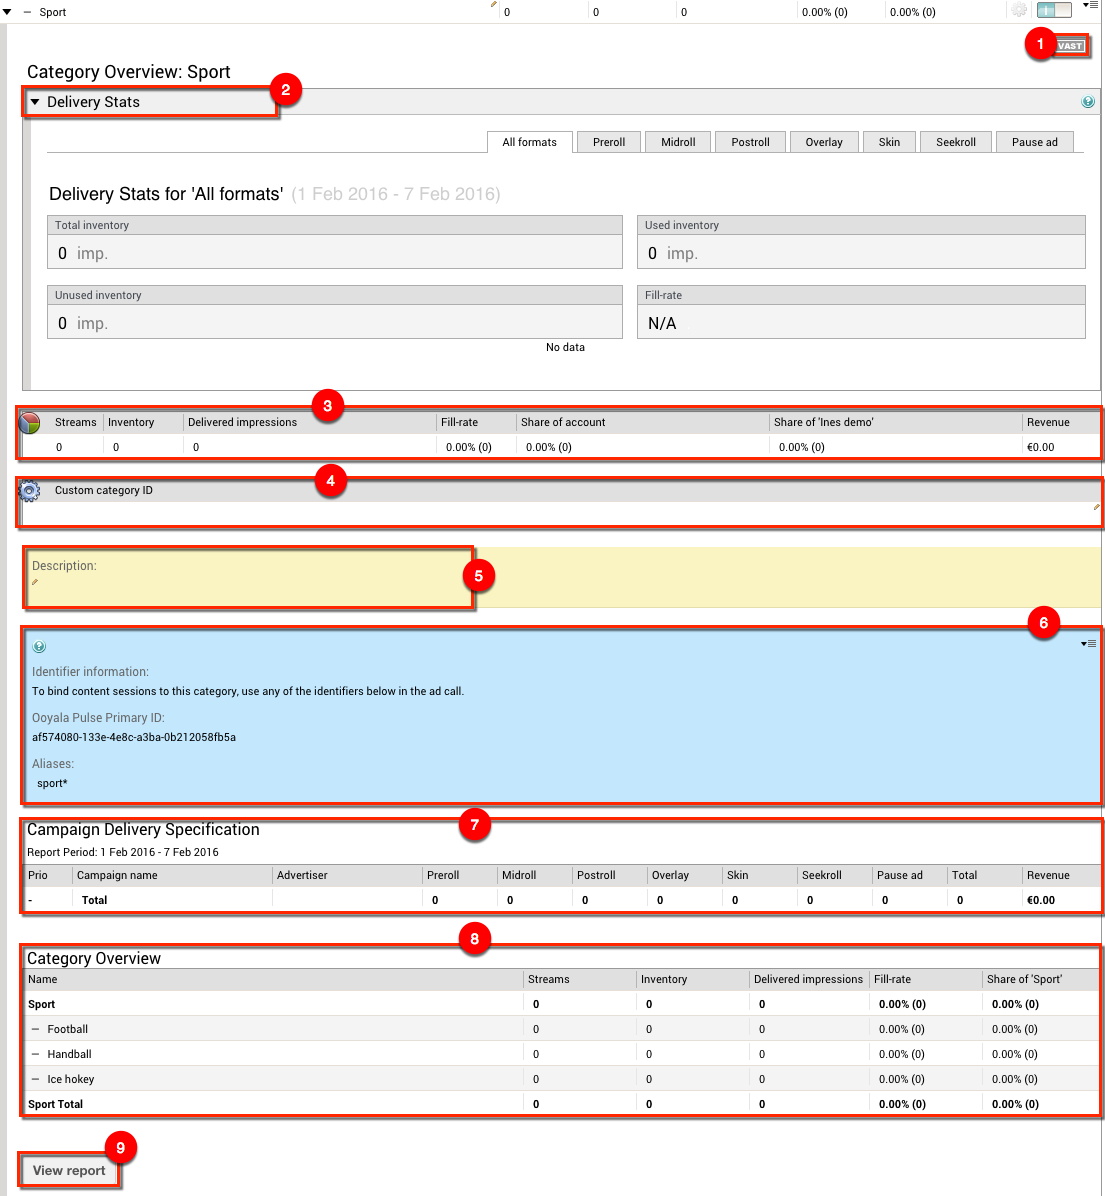 Sport 0 0 0 0.00% (0) 0.00% (0)
1 VAST
Category Overview: Sport
2
Delivery Stats
All formats Preroll Midroll Postroll Overlay Skin Seekroll Pause ad
Delivery Stats for 'All formats' (1 Feb 2016 - 7 Feb 2016)
Total inventory Used inventory
0 imp. 0 imp.
Unused inventory Fill-rate
0 imp. N/A
No data
3
Streams Inventory Delivered impressions Fill-rate Share of account Share of 'Ines demo' Revenue
0 0 0 0.00% (0) 0.00% (0) 0.00% (0) €0.00
4
Custom category ID
Description:
5
6
Identifier information:
To bind content sessions to this category, use any of the identifiers below in the ad call.
Ooyala Pulse Primary ID:
af574080-133e-4e8c-a3ba-0b212058fb5a
Aliases:
sport*
7
Campaign Delivery Specification
Report Period: 1 Feb 2016 - 7 Feb 2016
Prio Campaign name Advertiser Preroll Midroll Postroll Overlay Skin Seekroll Pause ad Total Revenue
- Total 0 0 0 0 0 0 0 0 €0.00
8
Category Overview
Name Streams Inventory Delivered impressions Fill-rate Share of 'Sport'
Sport 0 0 0 0.00% (0) 0.00% (0)
Football 0 0 0 0.00% (0) 0.00% (0)
Handball 0 0 0 0.00% (0) 0.00% (0)
Ice hokey 0 0 0 0.00% (0) 0.00% (0)
Sport Total 0 0 0 0.00% (0) 0.00% (0)
9
View report